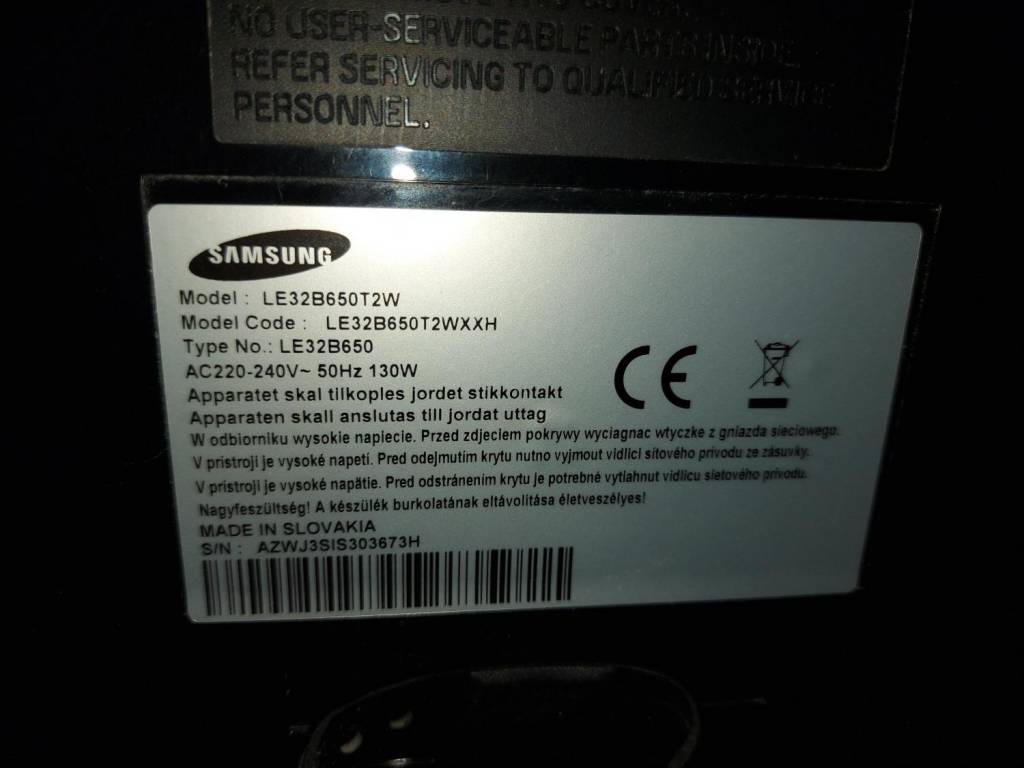 NO USER-SERVICEABLE PARTS INSIDE.
REFER SERVICING TO QUALIFIED SERVICE
PERSONNEL.
SAMSUNG
Model : LE32B650T2W
Model Code : LE32B650T2WXXH
Type No.: LE32B650
AC220-240V~ 50Hz 130W
Apparatet skal tilkoples jordet stikkontakt
Apparaten skall anslutas till jordat uttag
W odbiorniku wysokie napiecie. Przed zdjeciem pokrywy wyciagnac wtyczke z gniazda sieciowego.
V pristroji je vysoké napetí. Pred odejmutím krytu nutno vyjmout vidlici sítového prívodu ze zásuvky.
V pristroji je vysoké napätie. Pred odstránením krytu je potrebné vytiahnut vidlicu sietového prívodu.
Nagyfeszültség! A készülék burkolatának eltávolítása életveszélyes!
MADE IN SLOVAKIA
S/N : AZWJ3SIS303673H
CE